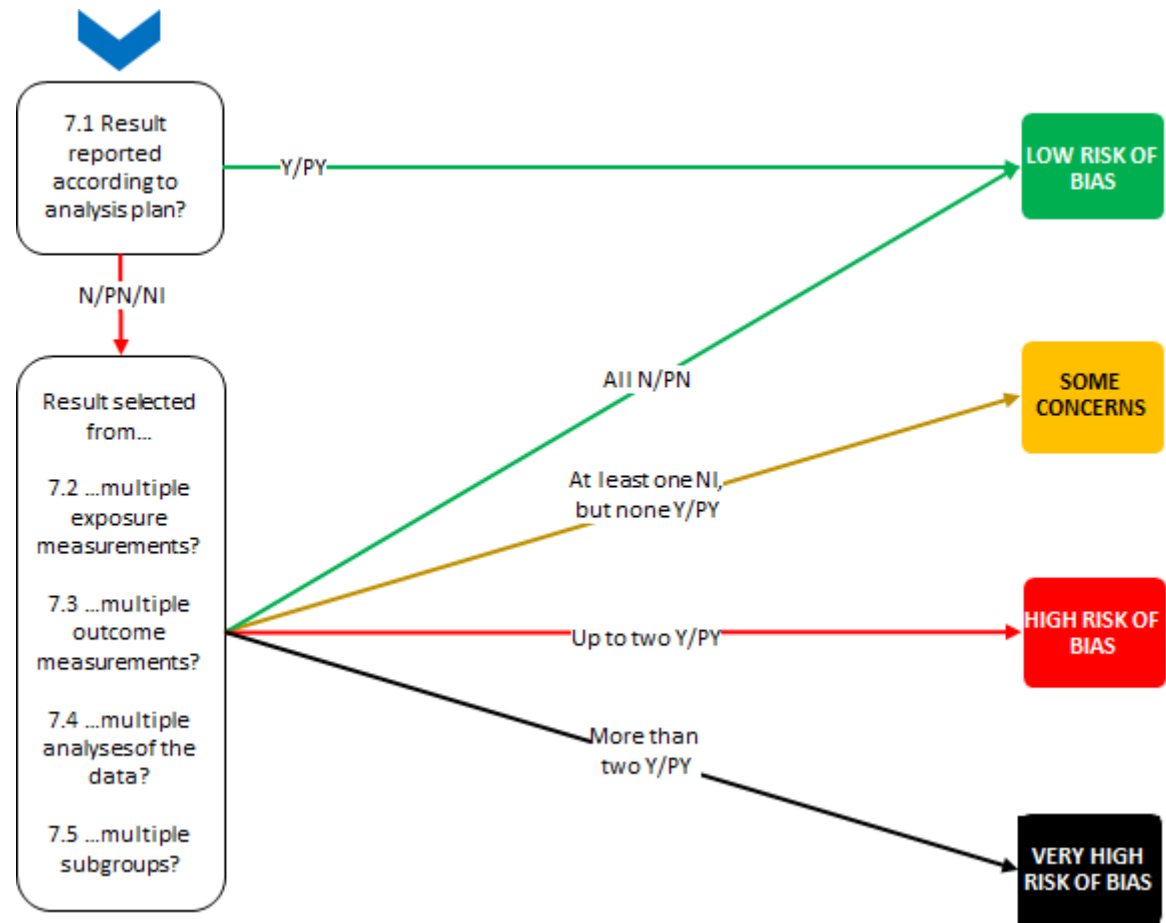 7.1 Result
reported
according to
analysis plan?
Y/PY
LOW RISK OF
BIAS
N/PN/NI
Result selected
from...
7.2 ...multiple
exposure
measurements?
7.3 ...multiple
outcome
measurements?
7.4 ...multiple
analyses of the
data?
7.5 ...multiple
subgroups?
All N/PN
At least one NI,
but none Y/PY
SOME
CONCERNS
Up to two Y/PY
HIGH RISK OF
BIAS
More than
two Y/PY
VERY HIGH
RISK OF BIAS